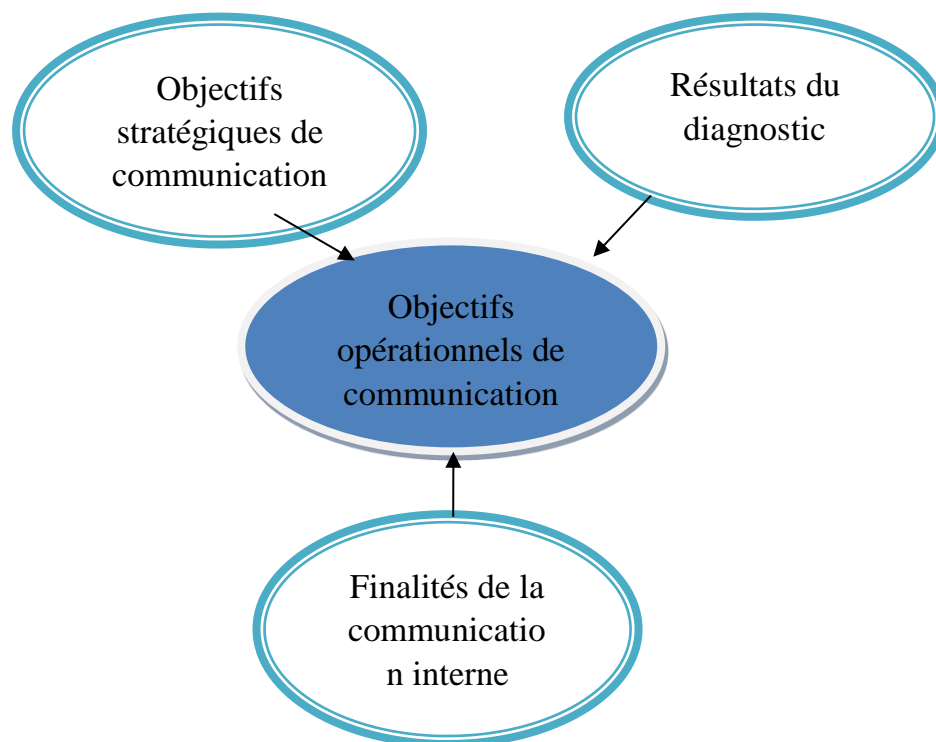 Objectifs
stratégiques de
communication
Résultats du
diagnostic
Objectifs
opérationnels de
communication
Finalités de la
communicatio
n interne